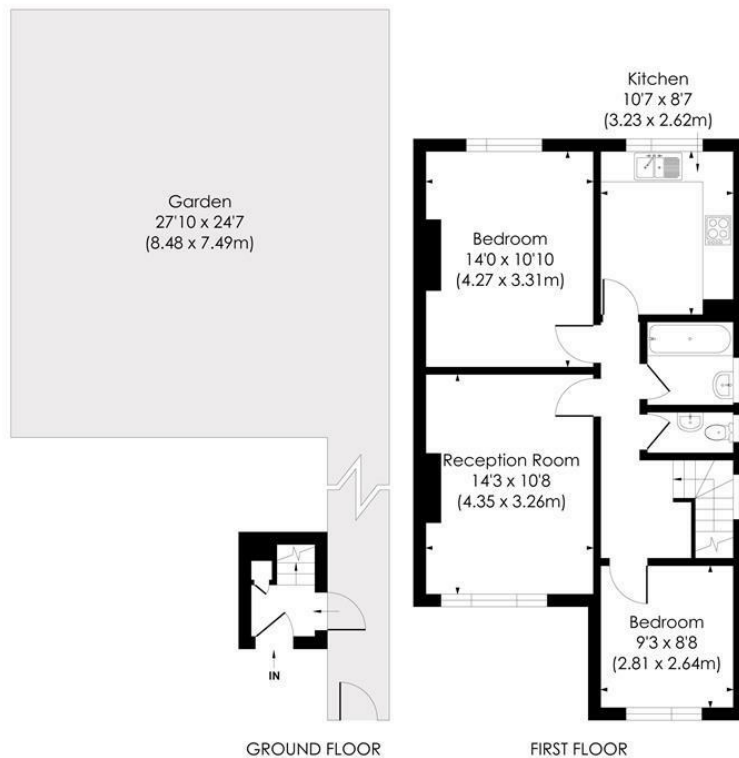 Kitchen
10'7 x 8'7
(3.23 x 2.62m)
Garden
27'10 x 24'7
(8.48 x 7.49m)
Bedroom
14'0 x 10'10
(4.27 x 3.31m)
Reception Room
14'3 x 10'8
(4.35 x 3.26m)
Bedroom
9'3 x 8'8
(2.81 x 2.64m)
IN
GROUND FLOOR
FIRST FLOOR